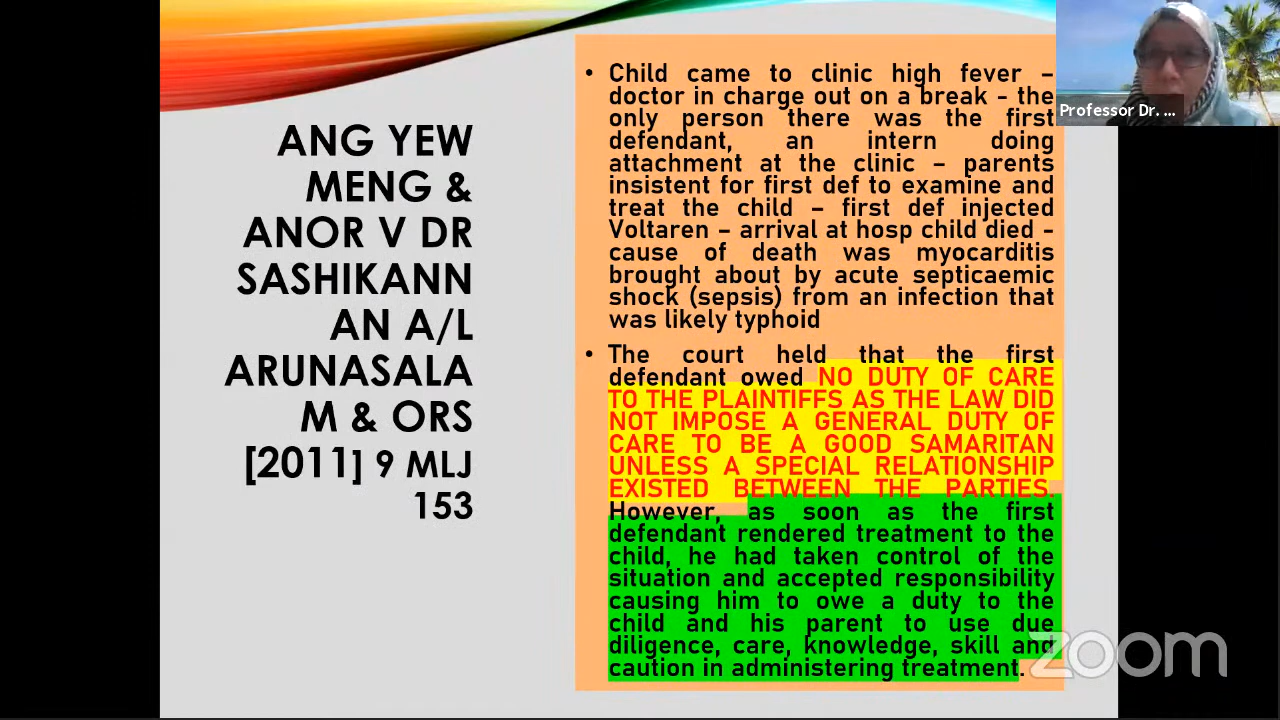 ANG YEW
MENG &
ANOR V DR
SASHIKANN
AN A/L
ARUNASALA
M & ORS
[2011] 9 MLJ
153
• Child came to clinic high fever –
doctor in charge out on a break - the
only person there was the first
defendant, an intern doing
attachment at the clinic – parents
insistent for first def to examine and
treat the child – first def injected
Voltaren – arrival at hosp child died -
cause of death was myocarditis
brought about by acute septicaemic
shock (sepsis) from an infection that
was likely typhoid
• The court held that the first
defendant owed NO DUTY OF CARE
TO THE PLAINTIFFS AS THE LAW DID
NOT IMPOSE A GENERAL DUTY OF
CARE TO BE A GOOD SAMARITAN
UNLESS A SPECIAL RELATIONSHIP
EXISTED BETWEEN THE PARTIES.
However, as soon as the first
defendant rendered treatment to the
child, he had taken control of the
situation and accepted responsibility
causing him to owe a duty to the
child and his parent to use due
diligence, care, knowledge, skill and
caution in administering treatment.
Professor Dr. ...
zoom